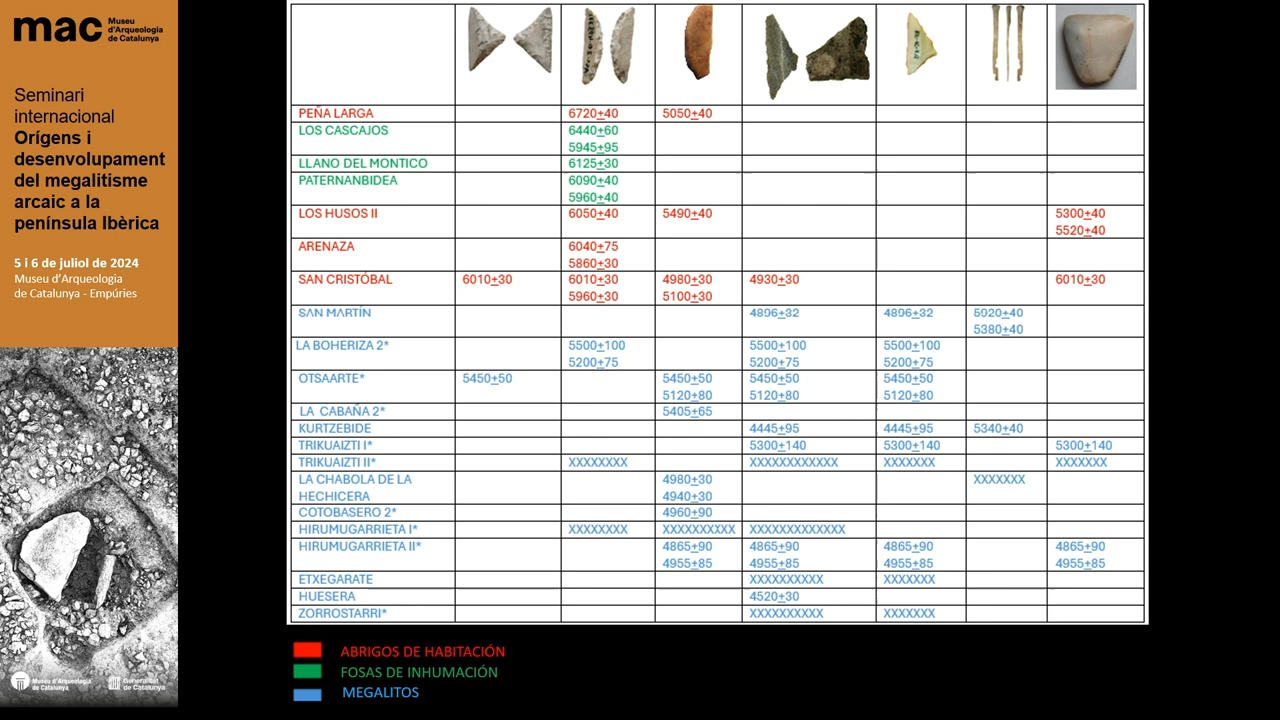 mac Museu
d'Arqueologia
de Catalunya
Seminari
internacional
Orígens i
desenvolupament
del megalitisme
arcaic a la
península Ibèrica
5 i 6 de juliol de 2024
Museu d'Arqueologia
de Catalunya - Empúries
Museu d'Arqueologia
de Catalunya
Generalitat
de Catalunya
PEÑA LARGA 6720±40 5050±40
LOS CASCAJOS 6440±60
5945±95
LLANO DEL MONTICO 6125±30
PATERNANBIDEA 6090±40
5960±40
LOS HUSOS II 6050±40 5490±40 5300±40
5520±40
ARENAZA 6040±75
5860±30
SAN CRISTÓBAL 6010±30 6010±30 4980±30 4930±30 6010±30
5960±30 5100±30
SAN MARTÍN 4896±32 4896±32 5920±40
5380±40
LA BOHERIZA 2* 5500±100 5500±100 5500±100
5200±75 5200±75 5200±75
OTSAARTE* 5450±50 5450±50 5450±50 5450±50
5120±80 5120±80 5120±80
LA CABAÑA 2* 5405±65
KURTZEBIDE 4445±95 4445±95 5340±40
TRIKUAIZTI I* 5300±140 5300±140 5300±140
TRIKUAIZTI II* XXXXXXXX XXXXXXXXXXXX XXXXXXX XXXXXXX
LA CHABOLA DE LA 4980±30 XXXXXXX
HECHICERA 4940±30
COTOBASERO 2* 4960±90
HIRUMUGARRIETA I* XXXXXXXX XXXXXXXXXX XXXXXXXXXXXXX
HIRUMUGARRIETA II* 4865±90 4865±90 4865±90 4865±90
4955±85 4955±85 4955±85 4955±85
ETXEGARATE XXXXXXXXXX XXXXXXX
HUESERA 4520±30
ZORROSTARRI* XXXXXXXXXX XXXXXXX
ABRIGOS DE HABITACIÓN
FOSAS DE INHUMACIÓN
MEGALITOS